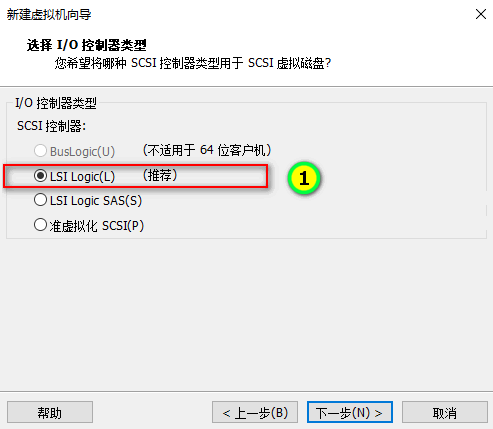 新建虚拟机向导
选择 I/O 控制器类型
您希望将哪种 SCSI 控制器类型用于 SCSI 虚拟磁盘?
I/O 控制器类型
SCSI 控制器:
BusLogic(U) (不适用于 64 位客户机)
LSI Logic(L) (推荐)
1
LSI Logic SAS(S)
准虚拟化 SCSI(P)
帮助 < 上一步(B) 下一步(N) > 取消